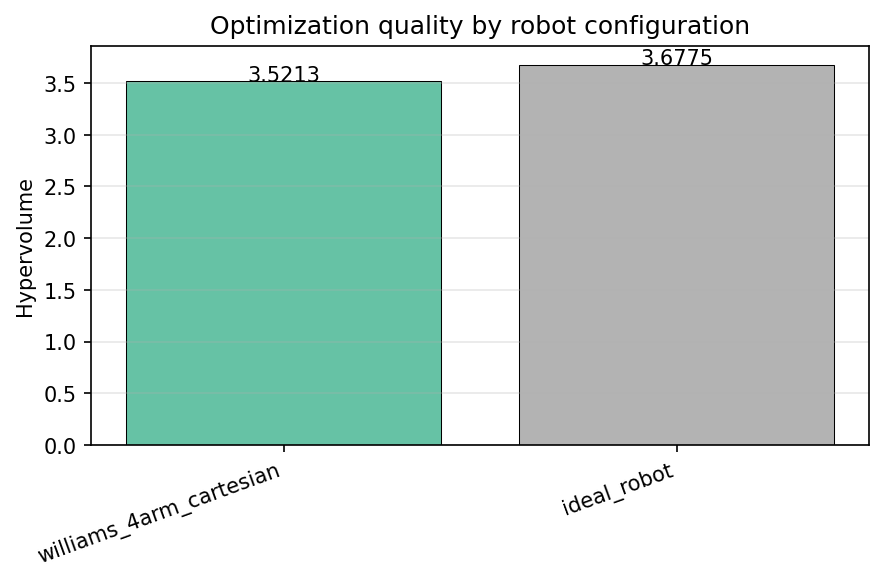 Optimization quality by robot configuration
Hypervolume
3.5
3.0
2.5
2.0
1.5
1.0
0.5
0.0
3.5213
3.6775
williams_4arm_cartesian
ideal_robot